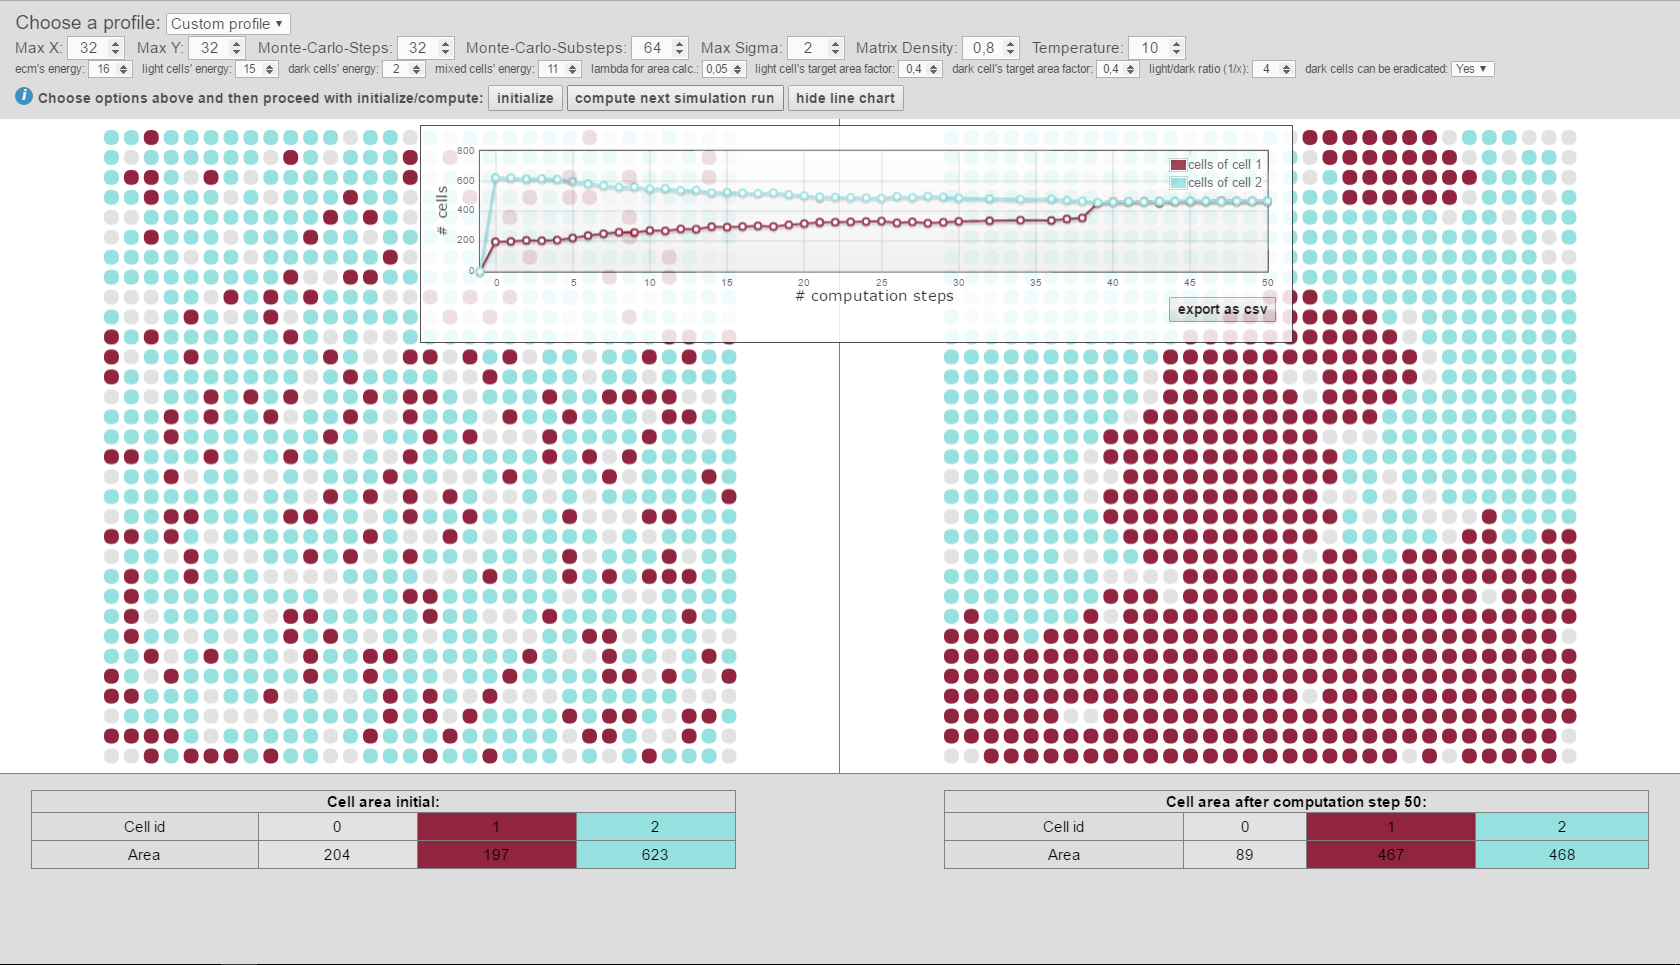 Choose a profile: Custom profile ▾
Max X: 32 Max Y: 32 Monte-Carlo-Steps: 32 Monte-Carlo-Substeps: 64 Max Sigma: 2 Matrix Density: 0,8 Temperature: 10
ecm's energy: 16 light cells' energy: 15 dark cells' energy: 2 mixed cells' energy: 11 lambda for area calc.: 0,05 light cell's target area factor: 0,4 dark cell's target area factor: 0,4 light/dark ratio (1/x): 4 dark cells can be eradicated: Yes ▾
i Choose options above and then proceed with initialize/compute: initialize compute next simulation run hide line chart
800
600
400
200
0
# cells
cells of cell 1
cells of cell 2
0 5 10 15 20 25 30 35 40 45 50
# computation steps
export as csv
Cell area initial:
Cell id 0 1 2
Area 204 197 623
Cell area after computation step 50:
Cell id 0 1 2
Area 89 467 468